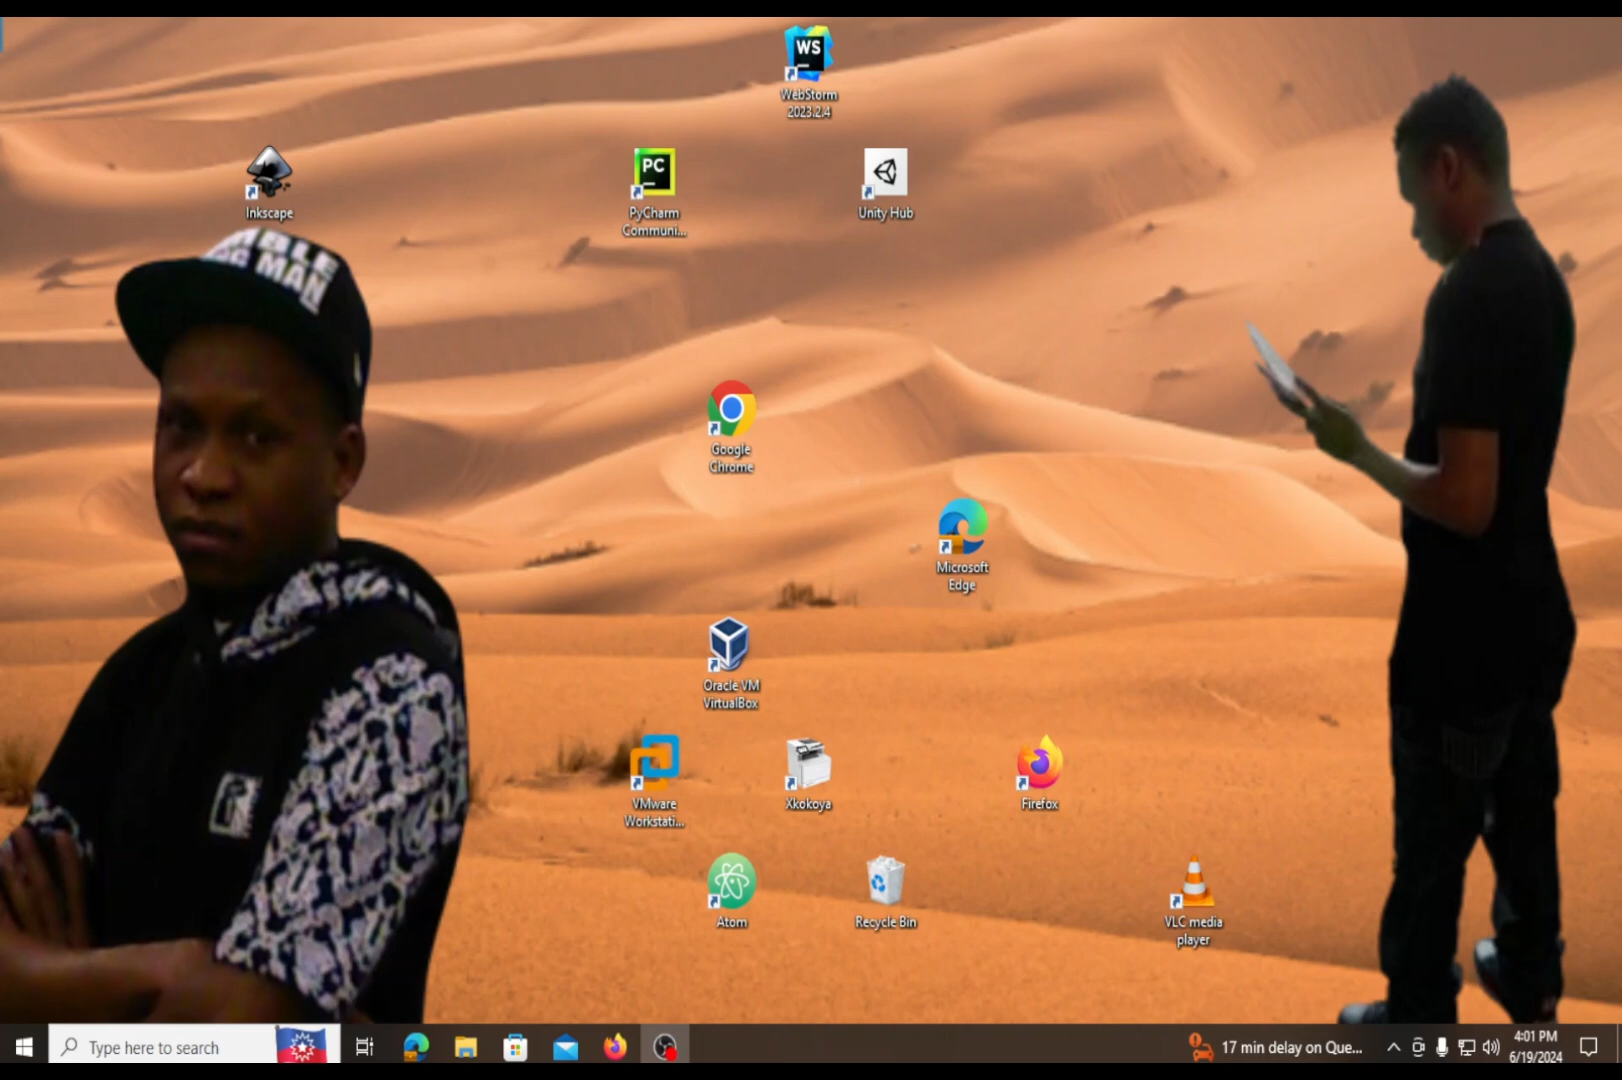 WS
WebStorm
2023.2.4
Inkscape
PC
PyCharm
Communi...
Unity Hub
MAN
Google
Chrome
Microsoft
Edge
Oracle VM
VirtualBox
VMware
Workstati...
Xkokoya
Firefox
Atom
Recycle Bin
VLC media
player
Type here to search
17 min delay on Que...
4:01 PM
6/19/2024